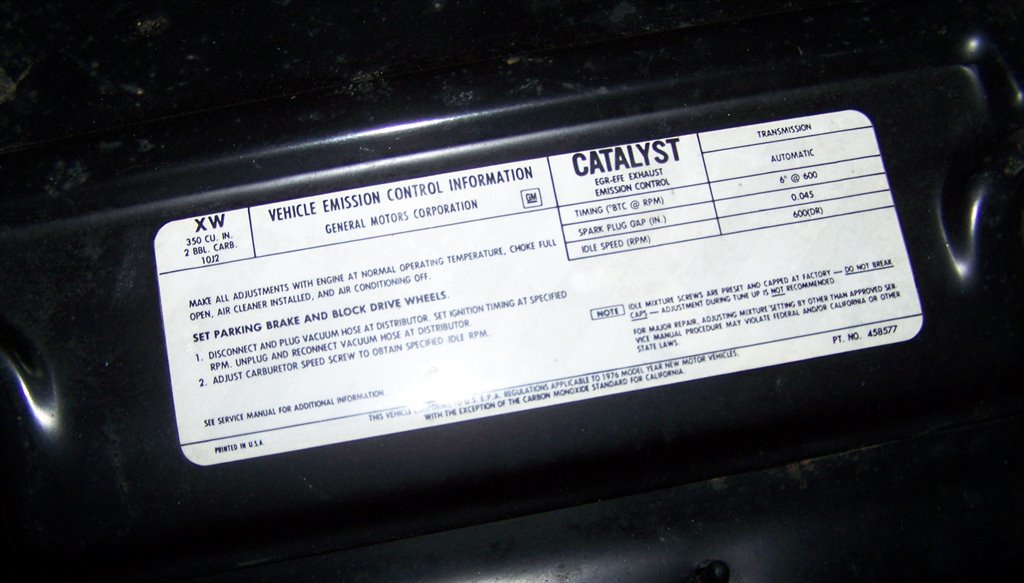 XW
350 CU. IN.
2 BBL. CARB.
10J2
VEHICLE EMISSION CONTROL INFORMATION
GENERAL MOTORS CORPORATION
GM
CATALYST
EGR-EFE EXHAUST
EMISSION CONTROL
TRANSMISSION
AUTOMATIC
TIMING (°BTC @ RPM) 6° @ 600
SPARK PLUG GAP (IN.) 0.045
IDLE SPEED (RPM) 600(DR)
MAKE ALL ADJUSTMENTS WITH ENGINE AT NORMAL OPERATING TEMPERATURE, CHOKE FULL
OPEN, AIR CLEANER INSTALLED, AND AIR CONDITIONING OFF.
SET PARKING BRAKE AND BLOCK DRIVE WHEELS.
1. DISCONNECT AND PLUG VACUUM HOSE AT DISTRIBUTOR. SET IGNITION TIMING AT SPECIFIED
RPM. UNPLUG AND RECONNECT VACUUM HOSE AT DISTRIBUTOR.
2. ADJUST CARBURETOR SPEED SCREW TO OBTAIN SPECIFIED IDLE RPM.
SEE SERVICE MANUAL FOR ADDITIONAL INFORMATION.
NOTE IDLE MIXTURE SCREWS ARE PRESET AND CAPPED AT FACTORY — DO NOT BREAK
CAPS — ADJUSTMENT DURING TUNE UP IS NOT RECOMMENDED.
FOR MAJOR REPAIR, ADJUSTING MIXTURE SETTING BY OTHER THAN APPROVED SER-
VICE MANUAL PROCEDURE MAY VIOLATE FEDERAL AND/OR CALIFORNIA OR OTHER
STATE LAWS.
PT. NO. 458577
THIS VEHICLE CONFORMS TO U.S. E.P.A. REGULATIONS APPLICABLE TO 1976 MODEL YEAR NEW MOTOR VEHICLES,
WITH THE EXCEPTION OF THE CARBON MONOXIDE STANDARD FOR CALIFORNIA.
PRINTED IN U.S.A.